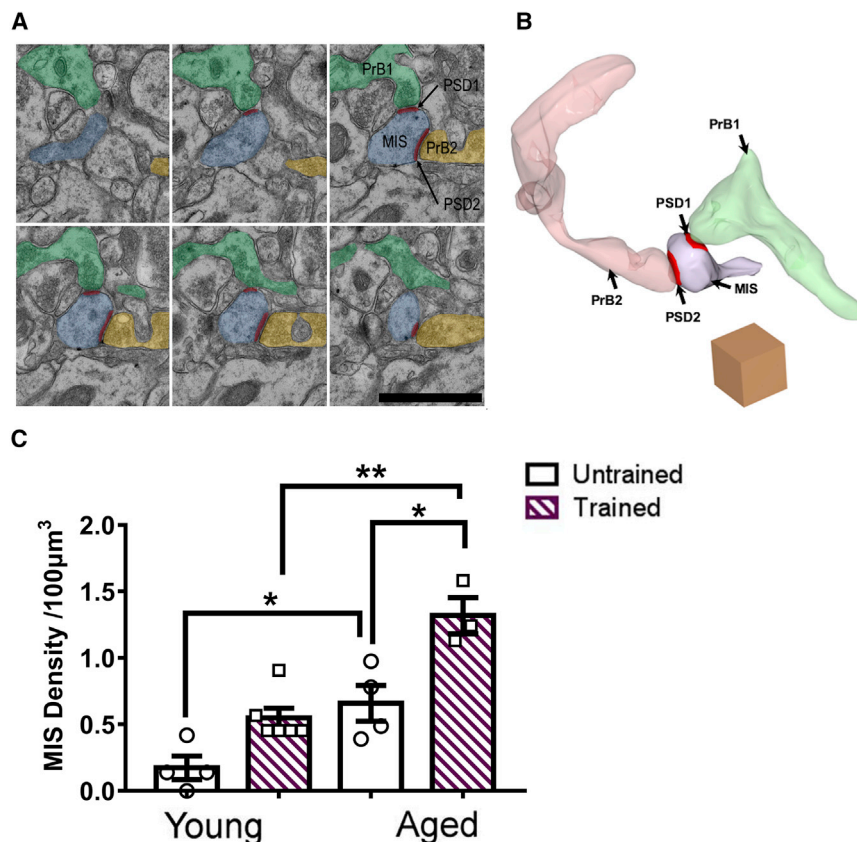 A
PrB1
PSD1
MIS
PrB2
PSD2
B
PrB1
PSD1
MIS
PrB2
PSD2
C
Untrained
Trained
**
*
*
MIS Density /100µm³
2.0
1.5
1.0
0.5
0.0
Young
Aged